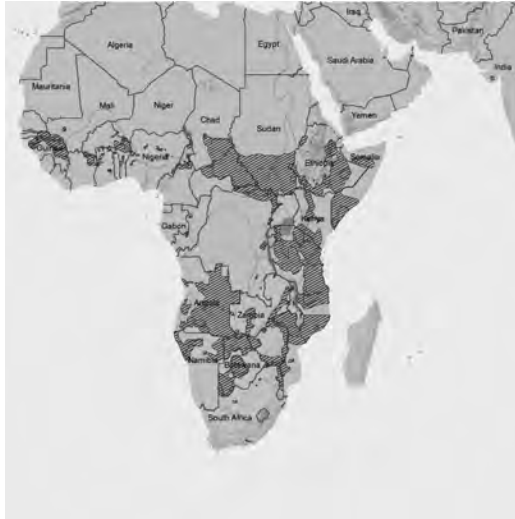 Iraq
Pakistan
Algeria
Egypt
Saudi Arabia
India
Mauritania
Mali
Niger
Chad
Yemen
Sudan
Nigeria
Ethiopia
Somalia
Kenya
Gabon
Angola
Zambia
Namibia
Botswana
South Africa